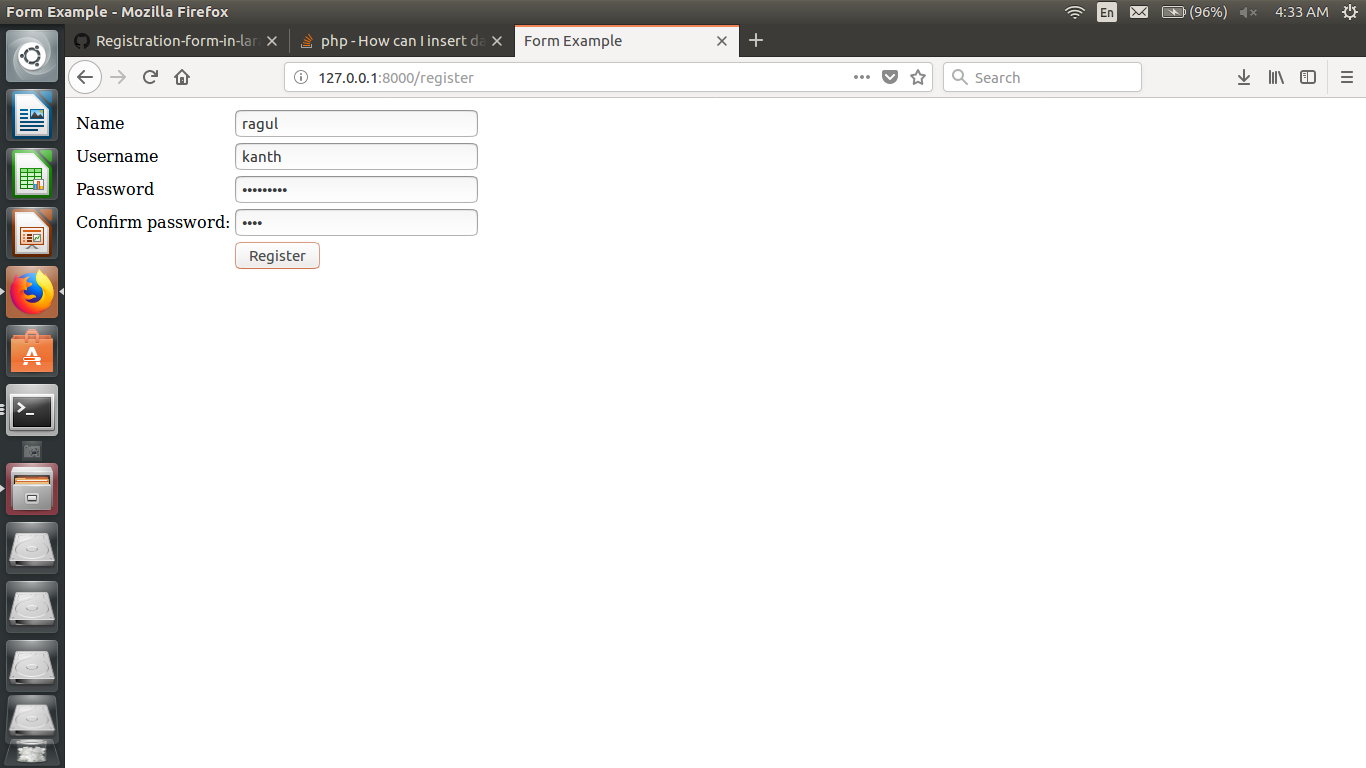 Form Example - Mozilla Firefox
En
(96%)
4:33 AM
Registration-form-in-lar
php - How can I insert da
Form Example
127.0.0.1:8000/register
Search
Name
ragul
Username
kanth
Password
•••••••••
Confirm password:
••••
Register